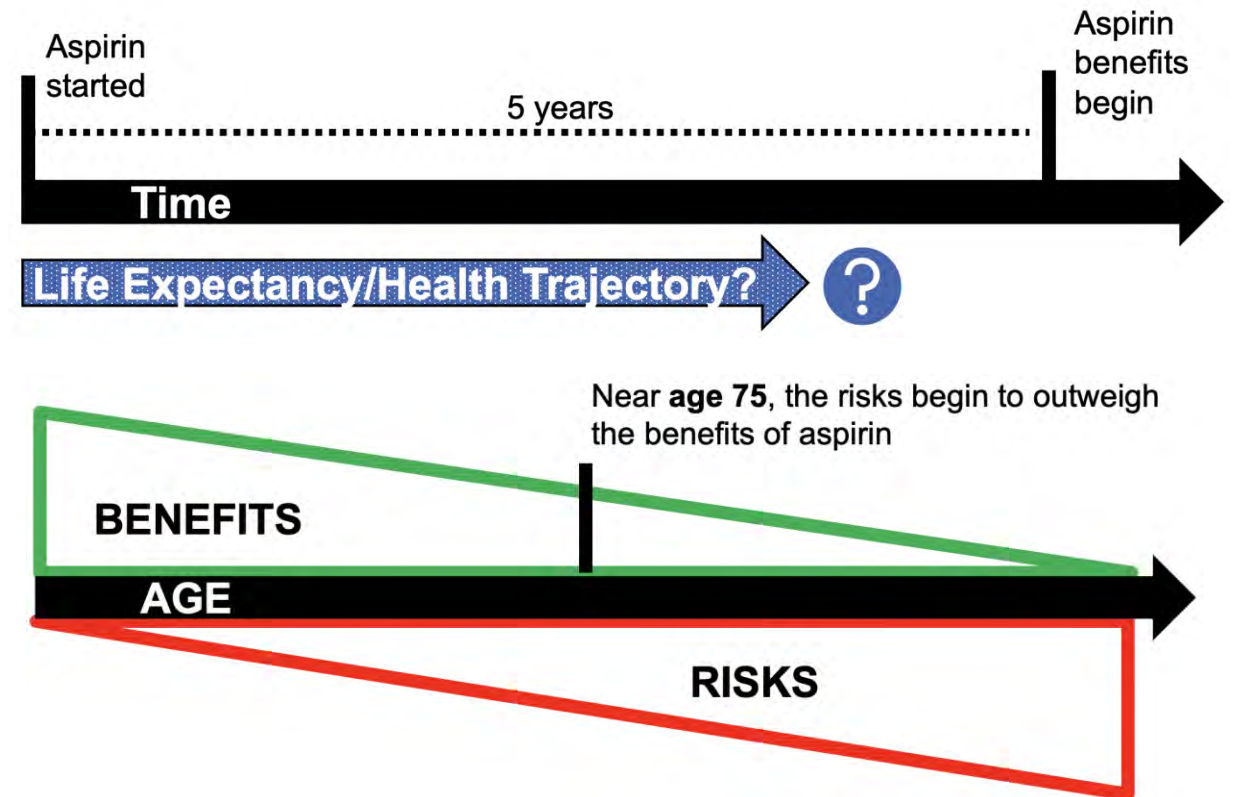 Aspirin
started
5 years
Aspirin
benefits
begin
Time
Life Expectancy/Health Trajectory?
?
Near age 75, the risks begin to outweigh
the benefits of aspirin
BENEFITS
AGE
RISKS